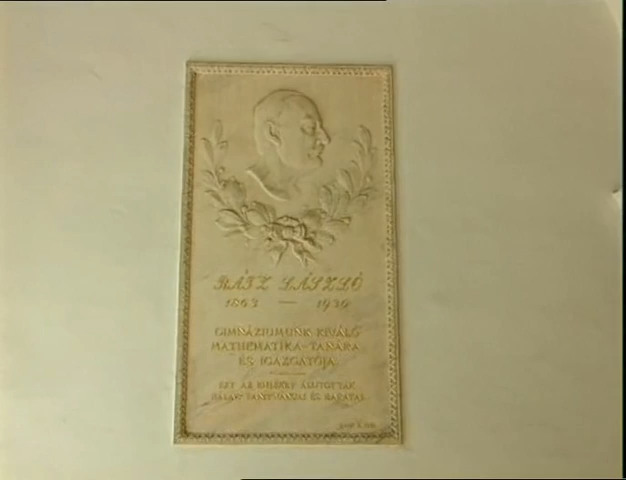 RÁTZ LÁSZLÓ
1863 — 1930
GIMNÁZIUMUNK KIVÁLÓ
MATHEMATIKA-TANÁRA
ÉS IGAZGATÓJA.
EZT AZ EMLÉKET ÁLLÍTOTTÁK
HÁLÁS TANÍTVÁNYAI ÉS BARÁTAI.